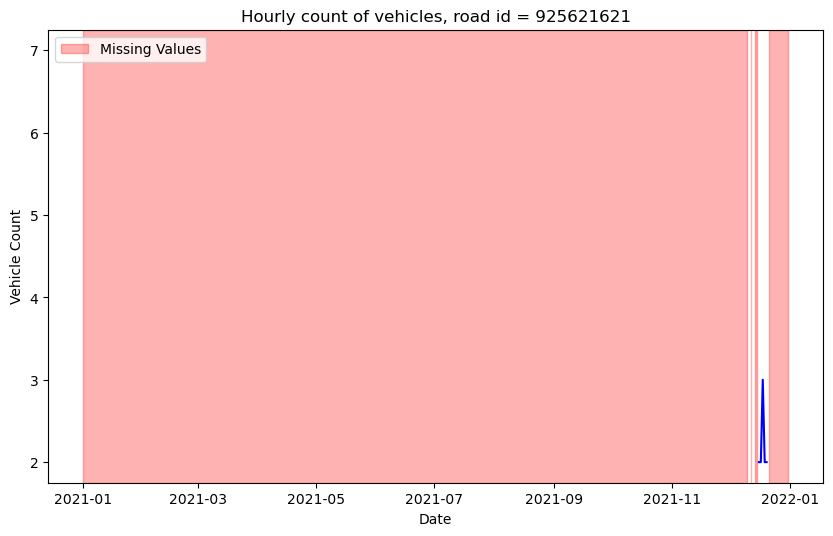 Hourly count of vehicles, road id = 925621621
Missing Values
Vehicle Count
7
6
5
4
3
2
2021-01 2021-03 2021-05 2021-07 2021-09 2021-11 2022-01
Date